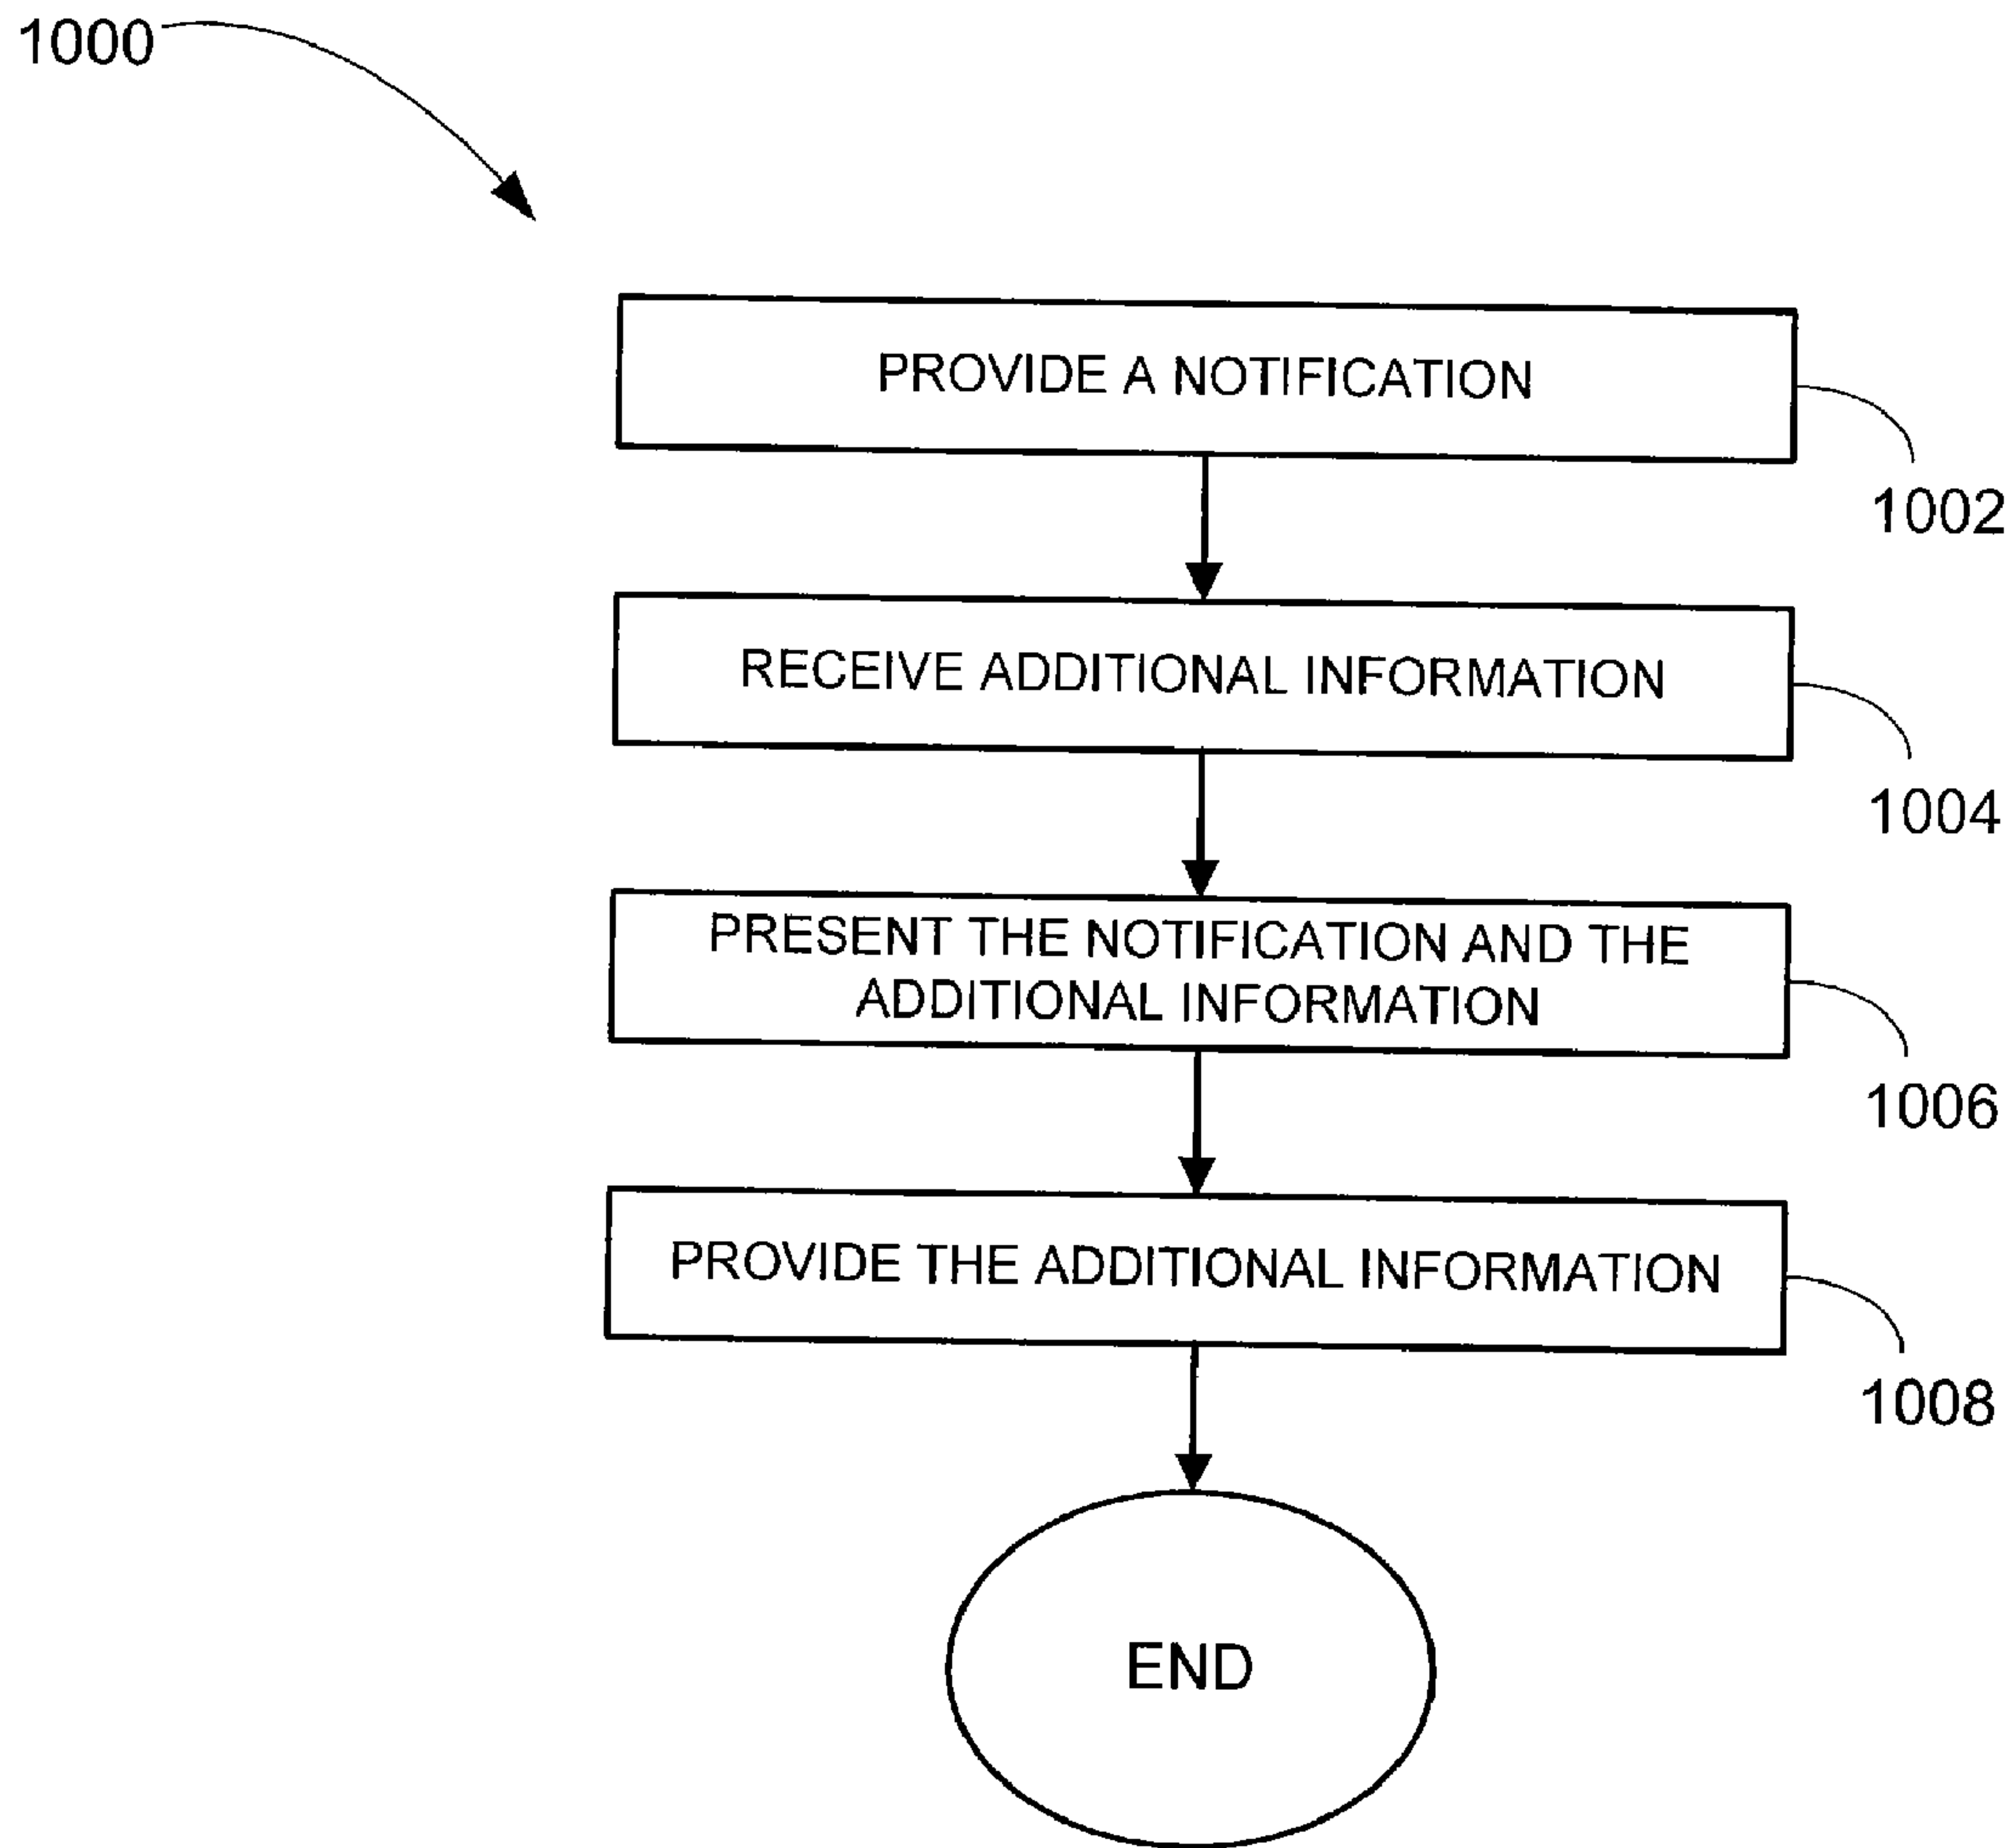 1000
PROVIDE A NOTIFICATION
1002
RECEIVE ADDITIONAL INFORMATION
1004
PRESENT THE NOTIFICATION AND THE
ADDITIONAL INFORMATION
1006
PROVIDE THE ADDITIONAL INFORMATION
1008
END